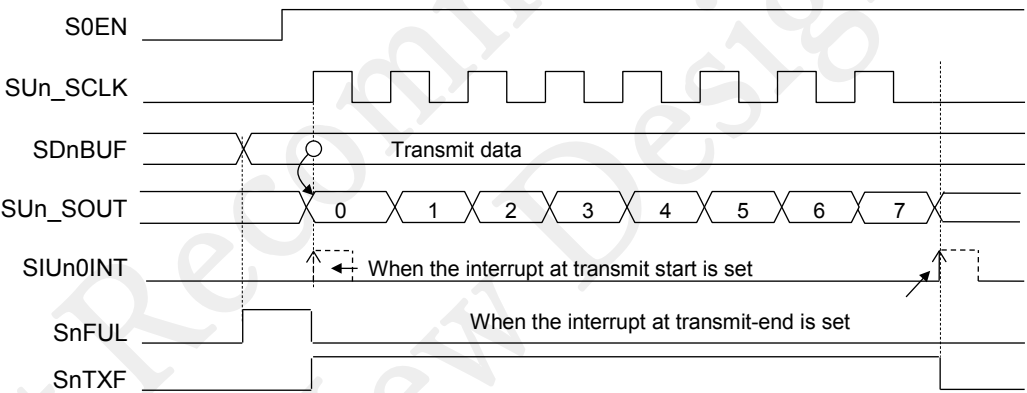 S0EN
SUn_SCLK
SDnBUF
Transmit data
SUn_SOUT
0 1 2 3 4 5 6 7
SIUn0INT
When the interrupt at transmit start is set
When the interrupt at transmit-end is set
SnFUL
SnTXF